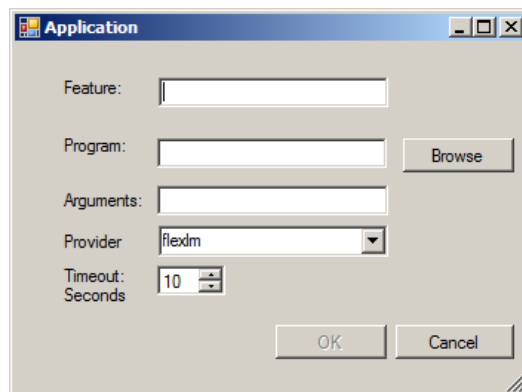 Application
Feature:
Program:
Browse
Arguments:
Provider
flexlm
Timeout:
Seconds
10
OK
Cancel